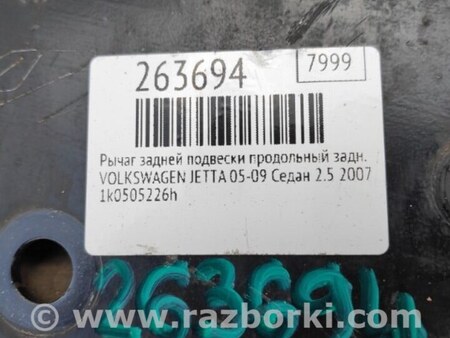 263694
7999
Рычаг задней подвески продольный задн.
VOLKSWAGEN JETTA 05-09 Седан 2.5 2007
1k0505226h
263694
© www.razborki.com